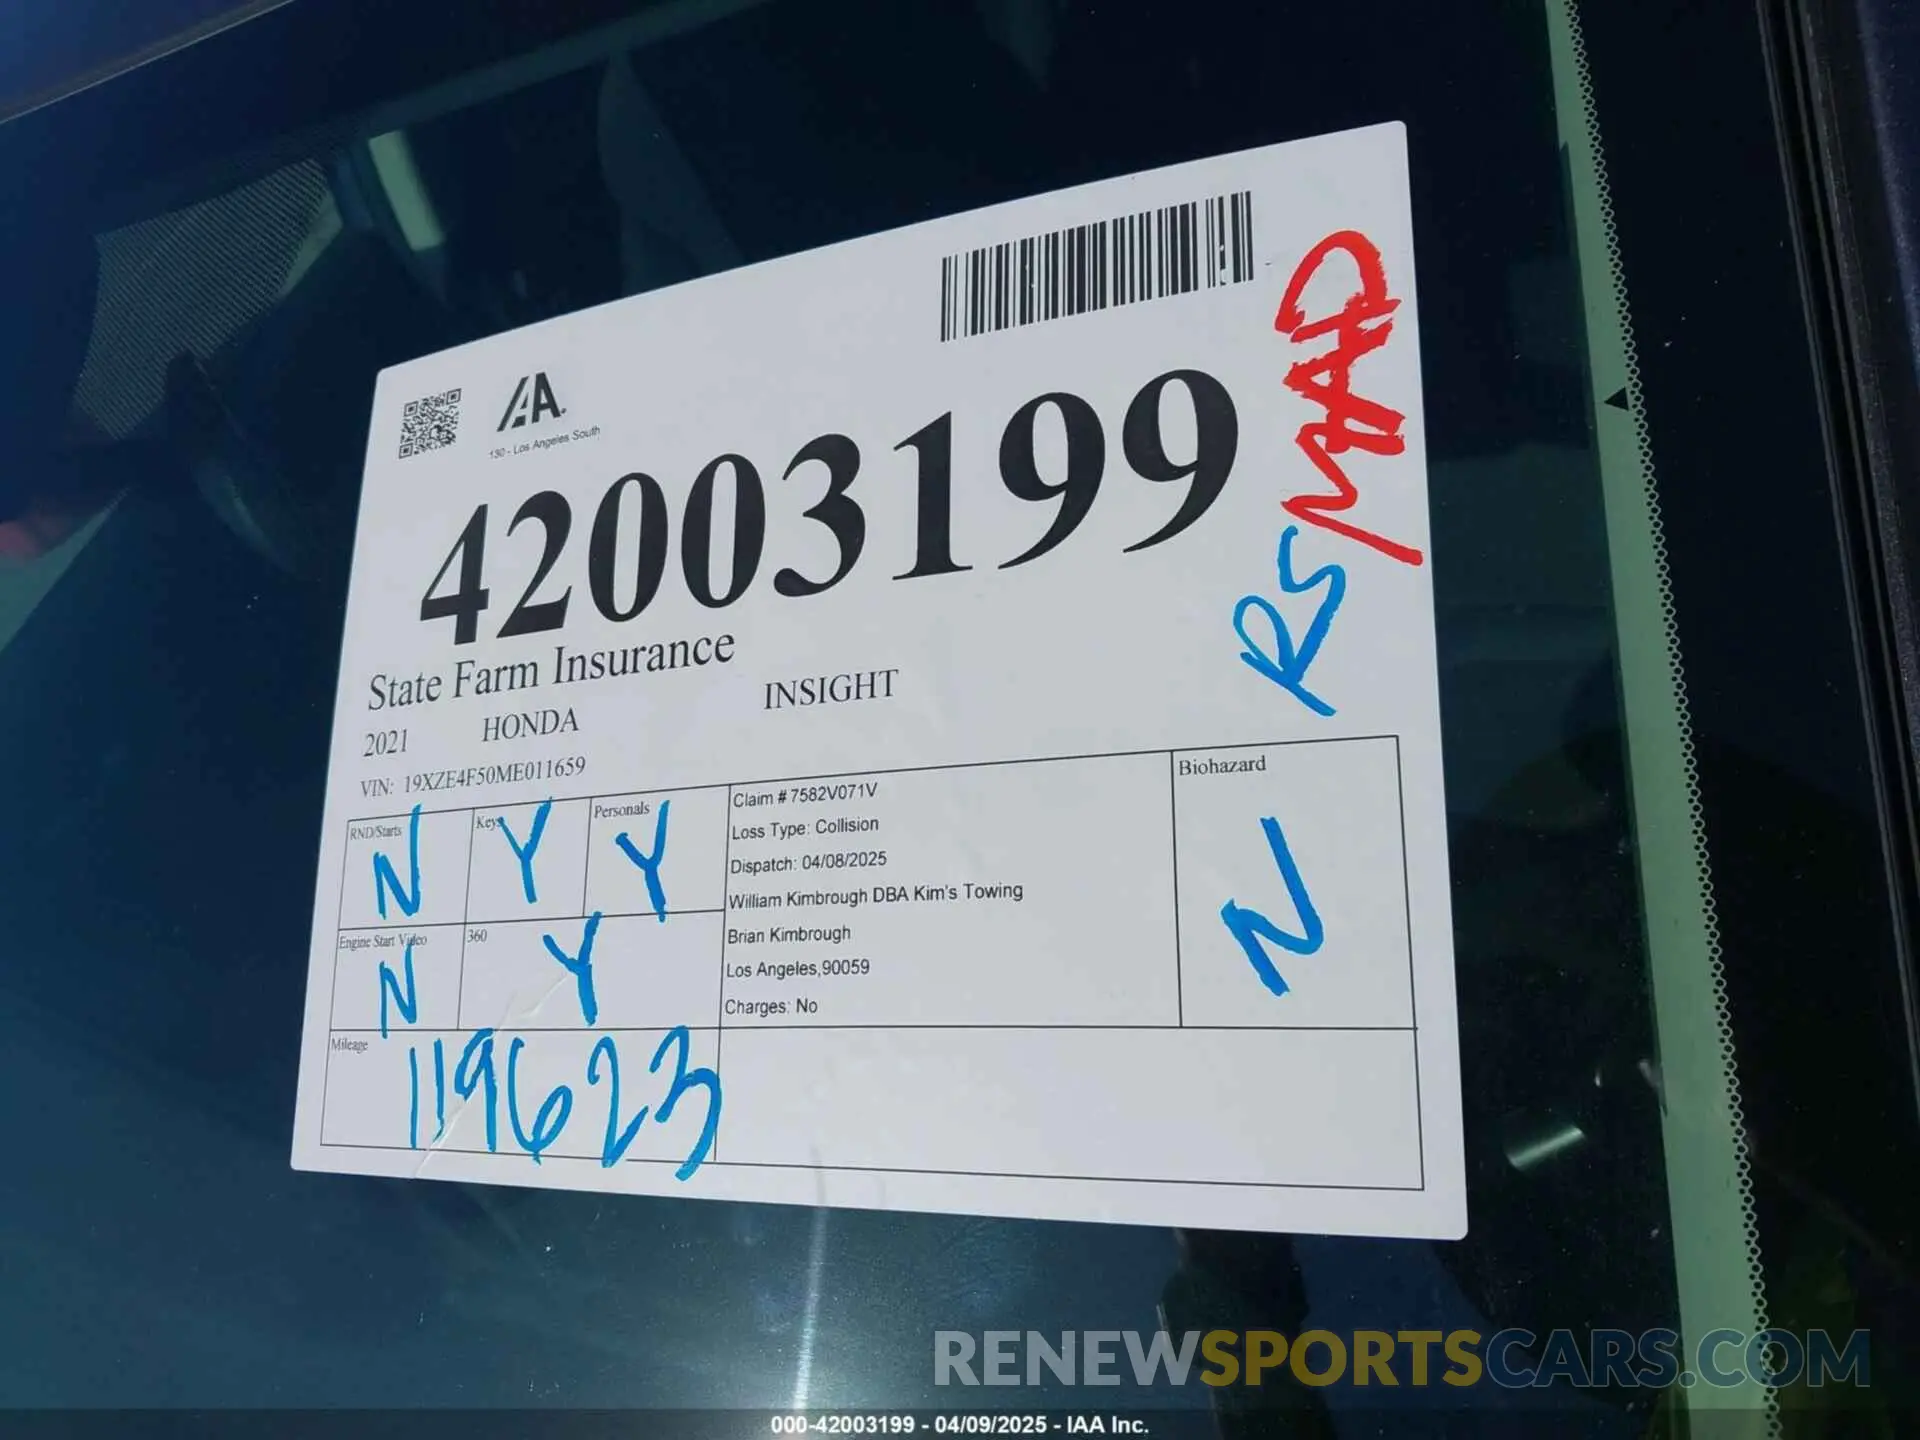 IAA.
130 - Los Angeles South
42003199
State Farm Insurance
2021 HONDA INSIGHT
VIN: 19XZE4F50ME011659
RS MAD
RND/Starts N
Keys Y
Personals Y
Engine Start Video N
360 Y
Mileage 119623
Claim # 7582V071V
Loss Type: Collision
Dispatch: 04/08/2025
William Kimbrough DBA Kim's Towing
Brian Kimbrough
Los Angeles,90059
Charges: No
Biohazard N
RENEWSPORTSCARS.COM
000-42003199 - 04/09/2025 - IAA Inc.